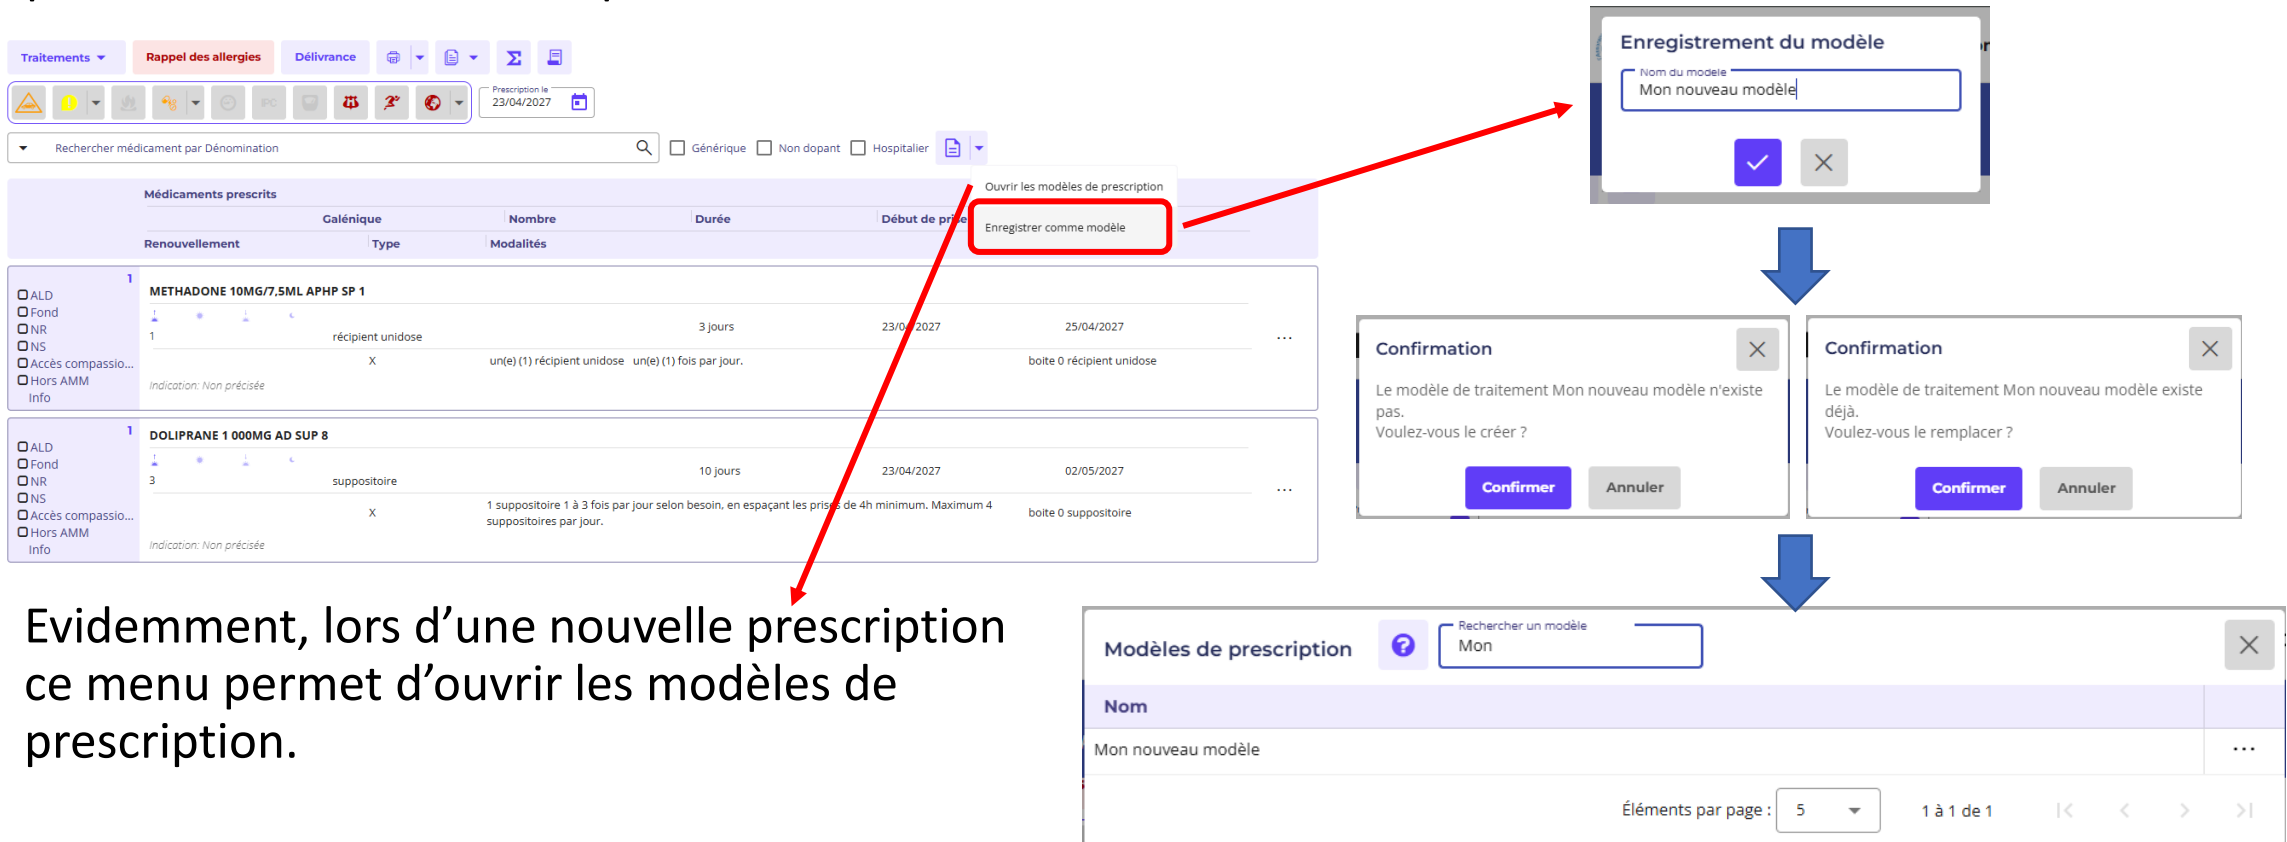 Traitements
Rappel des allergies
Délivrance
IPC
Prescription le
23/04/2027
Rechercher médicament par Dénomination
Générique
Non dopant
Hospitalier
Ouvrir les modèles de prescription
Enregistrer comme modèle
Médicaments prescrits
Galénique Nombre Durée Début de prise
Renouvellement Type Modalités
1
ALD
Fond
NR
NS
Accès compassio...
Hors AMM
Info
METHADONE 10MG/7,5ML APHP SP 1
1 récipient unidose 3 jours 23/04/2027 25/04/2027
X un(e) (1) récipient unidose un(e) (1) fois par jour. boite 0 récipient unidose
Indication: Non précisée
...
1
ALD
Fond
NR
NS
Accès compassio...
Hors AMM
Info
DOLIPRANE 1 000MG AD SUP 8
3 suppositoire 10 jours 23/04/2027 02/05/2027
X 1 suppositoire 1 à 3 fois par jour selon besoin, en espaçant les prises de 4h minimum. Maximum 4
suppositoires par jour.
boite 0 suppositoire
Indication: Non précisée
...
Evidemment, lors d’une nouvelle prescription
ce menu permet d’ouvrir les modèles de
prescription.
Enregistrement du modèle
Nom du modele
Mon nouveau modèle
Confirmation
Le modèle de traitement Mon nouveau modèle n'existe
pas.
Voulez-vous le créer ?
Confirmer Annuler
Confirmation
Le modèle de traitement Mon nouveau modèle existe
déjà.
Voulez-vous le remplacer ?
Confirmer Annuler
Modèles de prescription
Rechercher un modèle
Mon
Nom
Mon nouveau modèle
...
Éléments par page : 5 1 à 1 de 1